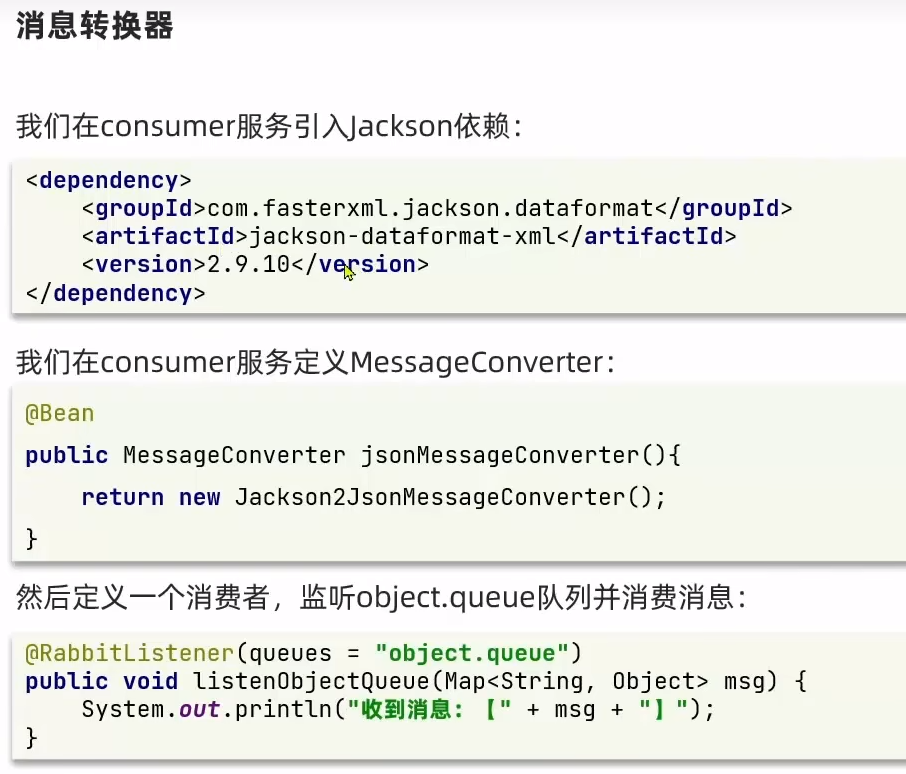 消息转换器
我们在consumer服务引入Jackson依赖：
<dependency>
    <groupId>com.fasterxml.jackson.dataformat</groupId>
    <artifactId>jackson-dataformat-xml</artifactId>
    <version>2.9.10</version>
</dependency>
我们在consumer服务定义MessageConverter：
@Bean
public MessageConverter jsonMessageConverter(){
    return new Jackson2JsonMessageConverter();
}
然后定义一个消费者，监听object.queue队列并消费消息：
@RabbitListener(queues = "object.queue")
public void listenObjectQueue(Map<String, Object> msg) {
    System.out.println("收到消息：【" + msg + "】");
}